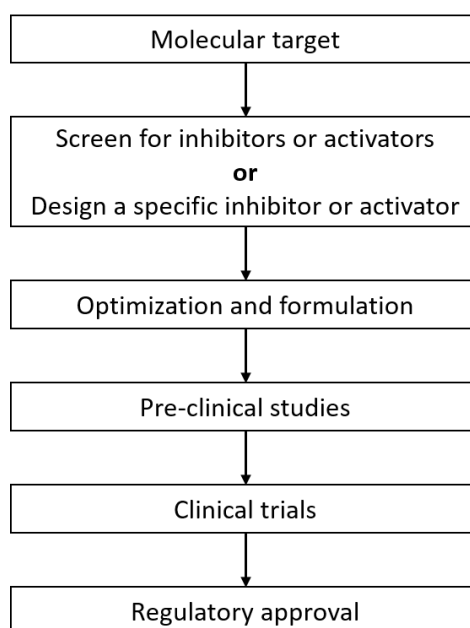 Molecular target
Screen for inhibitors or activators
or
Design a specific inhibitor or activator
Optimization and formulation
Pre-clinical studies
Clinical trials
Regulatory approval